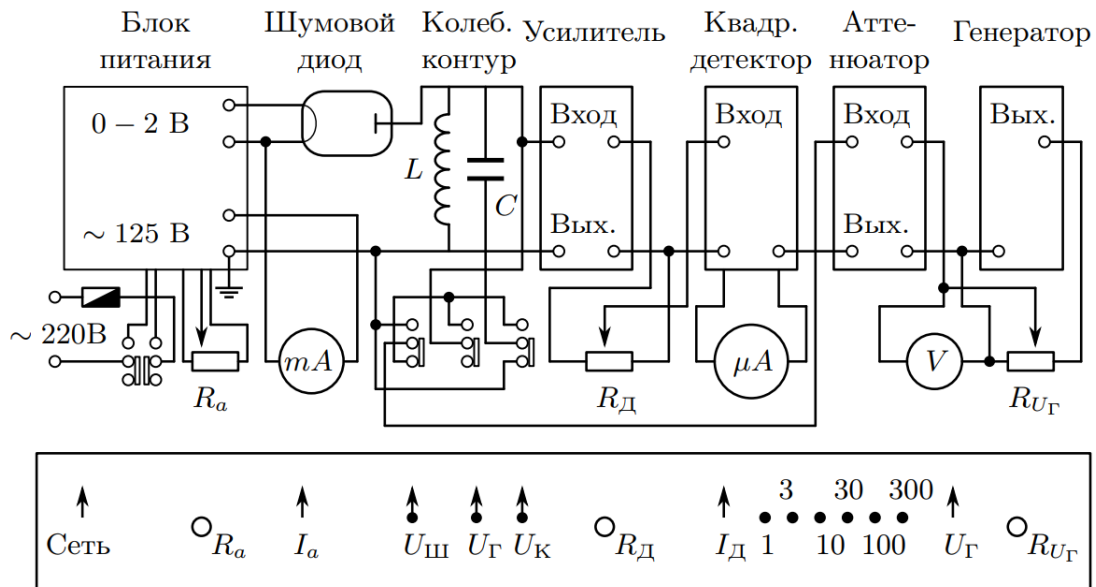 Блок
питания
Шумовой
диод
Колеб.
контур
Усилитель
Квадр.
детектор
Атте-
нюатор
Генератор
0 – 2 В
Вход
Вход
Вход
Вых.
L
C
~ 125 В
Вых.
Вых.
~ 220В
mA
μA
V
R_a
R_Д
R_{U_Г}
3 30 300
Сеть R_a I_a U_Ш U_Г U_К R_Д I_Д 1 10 100 U_Г R_{U_Г}